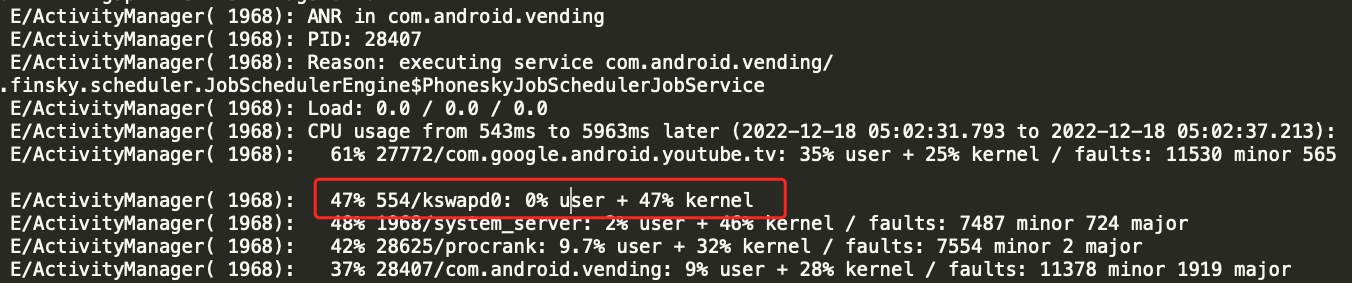 E/ActivityManager( 1968): ANR in com.android.vending
E/ActivityManager( 1968): PID: 28407
E/ActivityManager( 1968): Reason: executing service com.android.vending/
.finsky.scheduler.JobSchedulerEngine$PhoneskyJobSchedulerJobService
E/ActivityManager( 1968): Load: 0.0 / 0.0 / 0.0
E/ActivityManager( 1968): CPU usage from 543ms to 5963ms later (2022-12-18 05:02:31.793 to 2022-12-18 05:02:37.213):
E/ActivityManager( 1968):   61% 27772/com.google.android.youtube.tv: 35% user + 25% kernel / faults: 11530 minor 565
E/ActivityManager( 1968):   47% 554/kswapd0: 0% user + 47% kernel
E/ActivityManager( 1968):   48% 1968/system_server: 2% user + 46% kernel / faults: 7487 minor 724 major
E/ActivityManager( 1968):   42% 28625/procrank: 9.7% user + 32% kernel / faults: 7554 minor 2 major
E/ActivityManager( 1968):   37% 28407/com.android.vending: 9% user + 28% kernel / faults: 11378 minor 1919 major